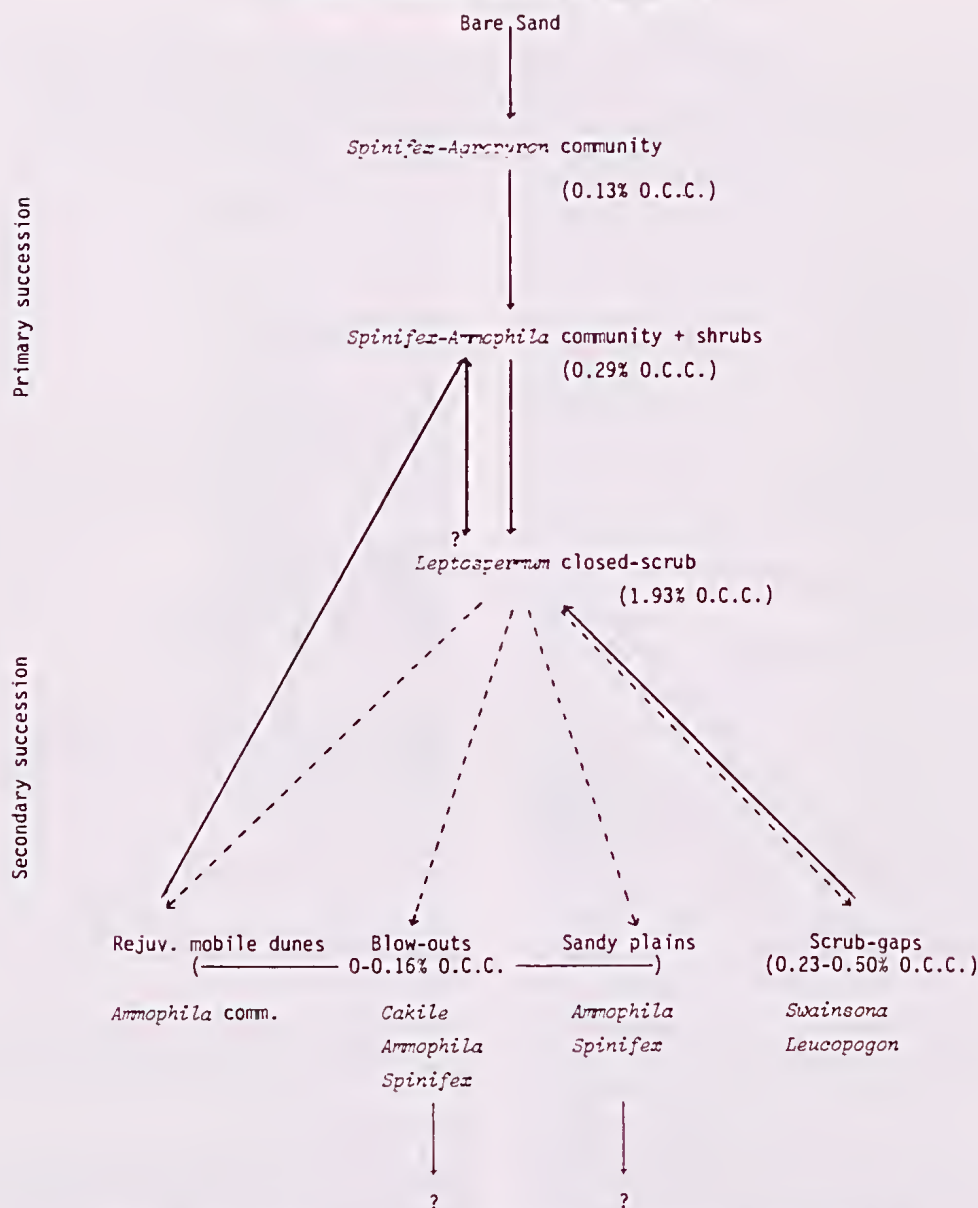 Bare Sand
Spinifex-Agropyron community
(0.13% O.C.C.)
Primary succession
Spinifex-Ammophila community + shrubs
(0.29% O.C.C.)
?
Leptospermum closed-scrub
(1.93% O.C.C.)
Secondary succession
Rejuv. mobile dunes Blow-outs Sandy plains Scrub-gaps
( 0-0.16% O.C.C. ) (0.23-0.50% O.C.C.)
Ammophila comm. Cakile Ammophila Swainsona
Ammophila Spinifex Leucopogon
Spinifex
? ?